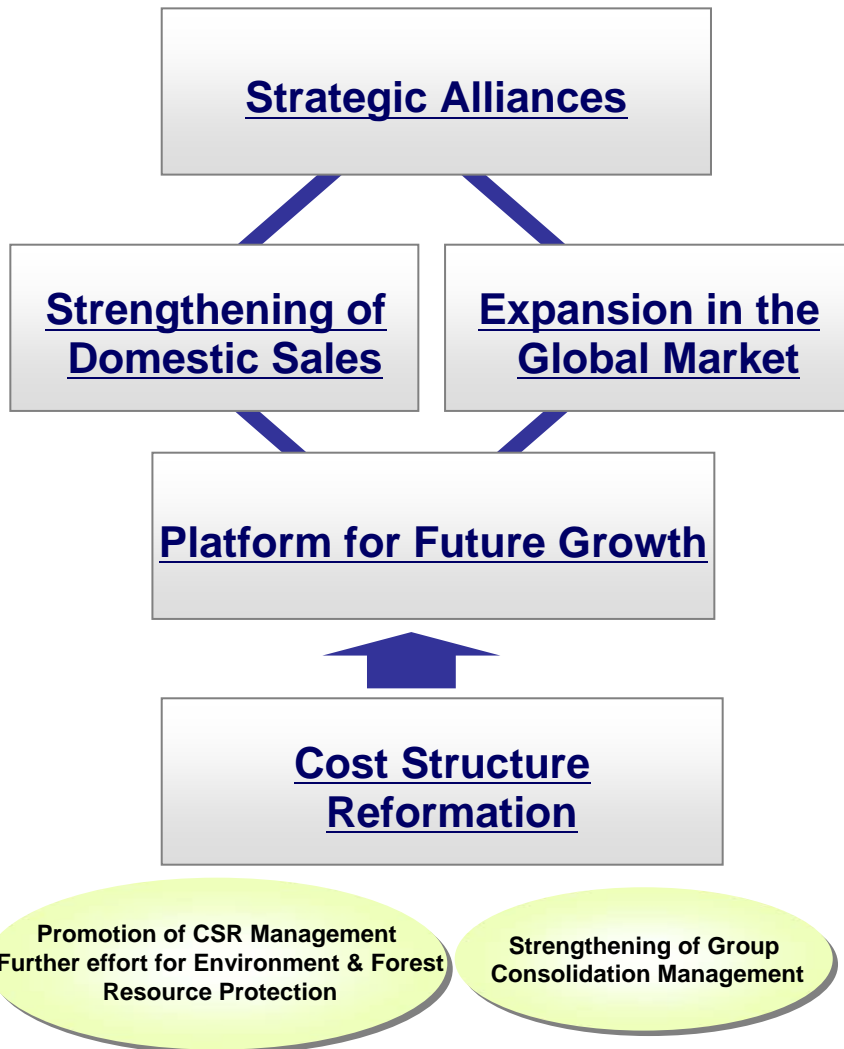 Strategic Alliances
Strengthening of
Domestic Sales
Expansion in the
Global Market
Platform for Future Growth
Cost Structure
Reformation
Promotion of CSR Management
Further effort for Environment & Forest
Resource Protection
Strengthening of Group
Consolidation Management